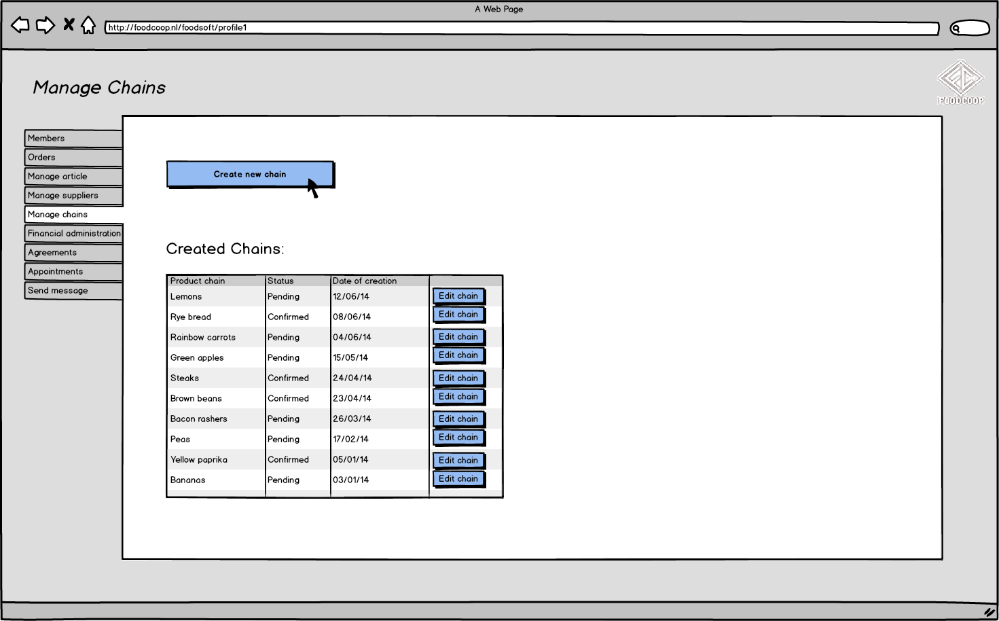 A Web Page
http://foodcoop.nl/foodsoft/profile1
Manage Chains
FOODCOOP
Members
Orders
Manage article
Manage suppliers
Manage chains
Financial administration
Agreements
Appointments
Send message
Create new chain
Created Chains:
Product chain Status Date of creation
Lemons Pending 12/06/14 Edit chain
Rye bread Confirmed 08/06/14 Edit chain
Rainbow carrots Pending 04/06/14 Edit chain
Green apples Pending 15/05/14 Edit chain
Steaks Confirmed 24/04/14 Edit chain
Brown beans Confirmed 23/04/14 Edit chain
Bacon rashers Pending 26/03/14 Edit chain
Peas Pending 17/02/14 Edit chain
Yellow paprika Confirmed 05/01/14 Edit chain
Bananas Pending 03/01/14 Edit chain